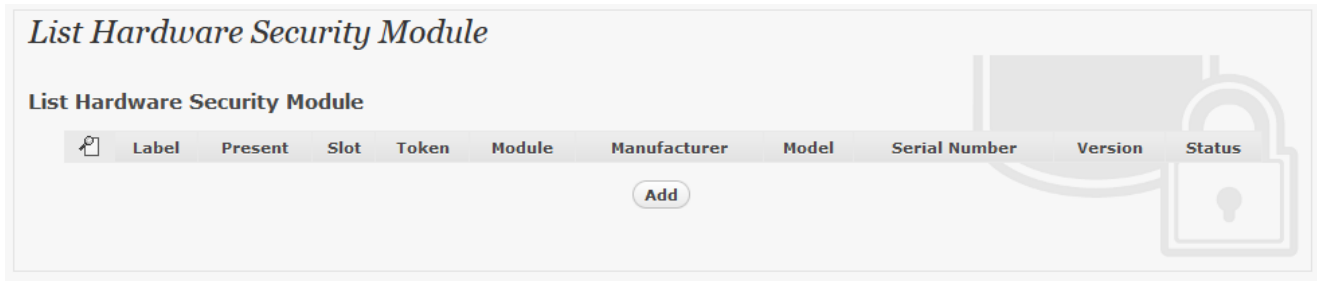 List Hardware Security Module
List Hardware Security Module
Label Present Slot Token Module Manufacturer Model Serial Number Version Status
Add